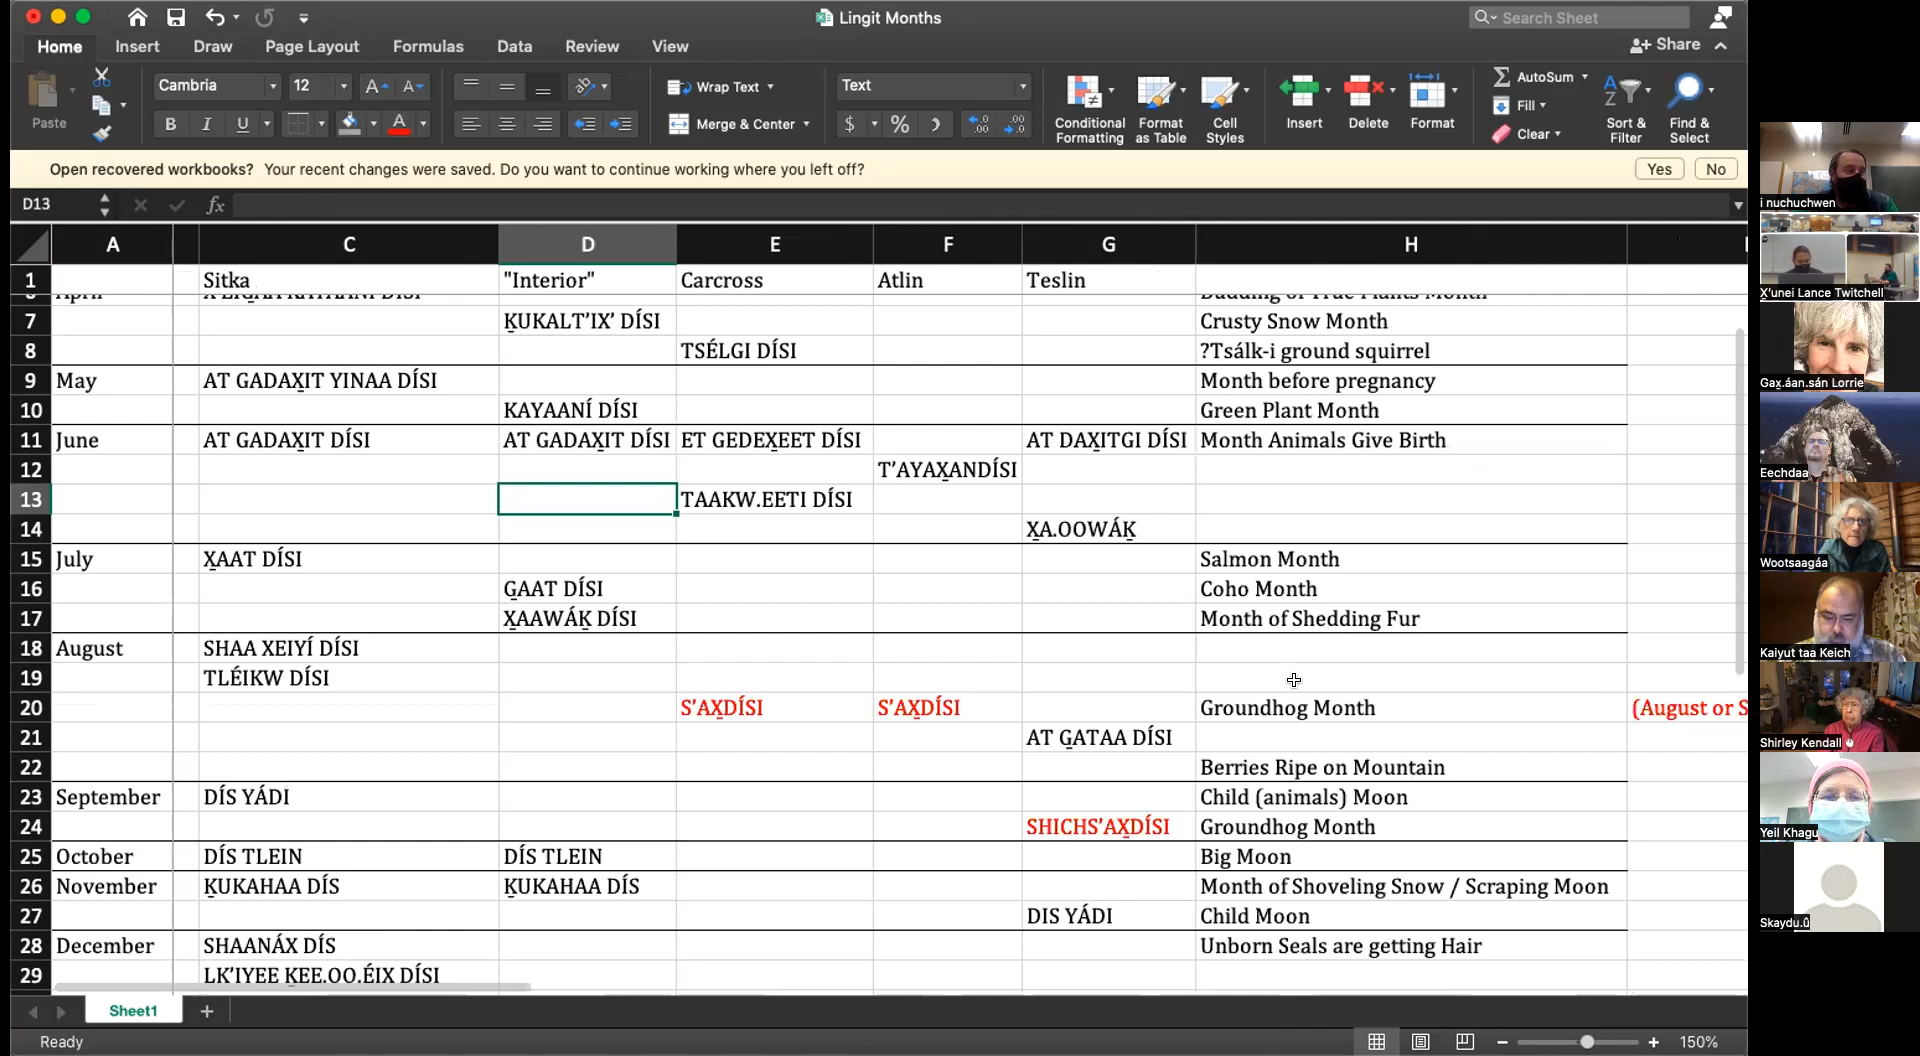 Lingit Months
Search Sheet
Home Insert Draw Page Layout Formulas Data Review View
Share
Paste
Cambria 12
B I U
Wrap Text
Merge & Center
Text
$ %
Conditional Formatting
Format as Table
Cell Styles
Insert
Delete
Format
AutoSum
Fill
Clear
Sort & Filter
Find & Select
Open recovered workbooks? Your recent changes were saved. Do you want to continue working where you left off? Yes No
D13 fx
A C D E F G H
1 Sitka "Interior" Carcross Atlin Teslin
7 Ḵ̱UKALT’IX’ DÍSI Crusty Snow Month
8 TSÉLGI DÍSI ?Tsálk-i ground squirrel
9 May AT GADAX̱IT YINAA DÍSI Month before pregnancy
10 KAYAANÍ DÍSI Green Plant Month
11 June AT GADAX̱IT DÍSI AT GADAX̱IT DÍSI ET GEDEX̱EET DÍSI AT DAX̱ITGI DÍSI Month Animals Give Birth
12 T’AYAX̱ANDÍSI
13 TAAKW.EETI DÍSI
14 X̱A.OOWÁḴ
15 July X̱AAT DÍSI Salmon Month
16 G̱AAT DÍSI Coho Month
17 X̱AAWÁḴ DÍSI Month of Shedding Fur
18 August SHAA XEIYÍ DÍSI
19 TLÉIKW DÍSI
20 S’AX̱DÍSI S’AX̱DÍSI Groundhog Month (August or S
21 AT G̱ATAA DÍSI
22 Berries Ripe on Mountain
23 September DÍS YÁDI Child (animals) Moon
24 SHICHS’AX̱DÍSI Groundhog Month
25 October DÍS TLEIN DÍS TLEIN Big Moon
26 November ḴUKAHAA DÍS ḴUKAHAA DÍS Month of Shoveling Snow / Scraping Moon
27 DIS YÁDI Child Moon
28 December SHAANÁX DÍS Unborn Seals are getting Hair
29 LK’IYEE ḴEE.OO.ÉIX DÍSI
Sheet1
Ready 150%
i nuchuchwen
X̱’unei Lance Twitchell
Gax̱.áan.sán Lorrie
Eechdaa
Wootsaagáa
Kaiyut taa Keich
Shirley Kendall
Yeil Khagu
Skaydu.û